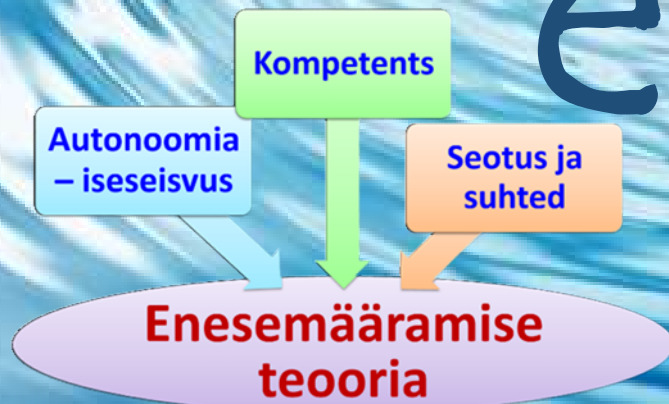 e
Kompetents
Autonoomia
– iseseisvus
Seotus ja
suhted
Enesemääramise
teooria